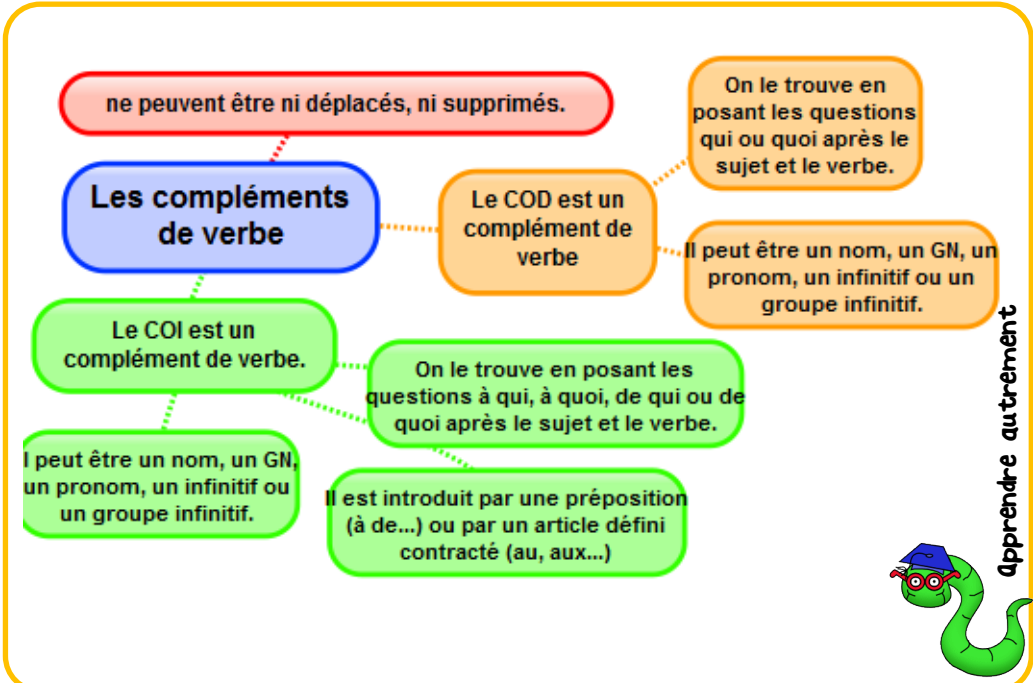 ne peuvent être ni déplacés, ni supprimés.
Les compléments
de verbe
Le COD est un
complément de
verbe
On le trouve en
posant les questions
qui ou quoi après le
sujet et le verbe.
Il peut être un nom, un GN, un
pronom, un infinitif ou un
groupe infinitif.
Le COI est un
complément de verbe.
On le trouve en posant les
questions à qui, à quoi, de qui ou de
quoi après le sujet et le verbe.
l peut être un nom, un GN,
un pronom, un infinitif ou
un groupe infinitif.
Il est introduit par une préposition
(à de...) ou par un article défini
contracté (au, aux...)
apprendre autrement